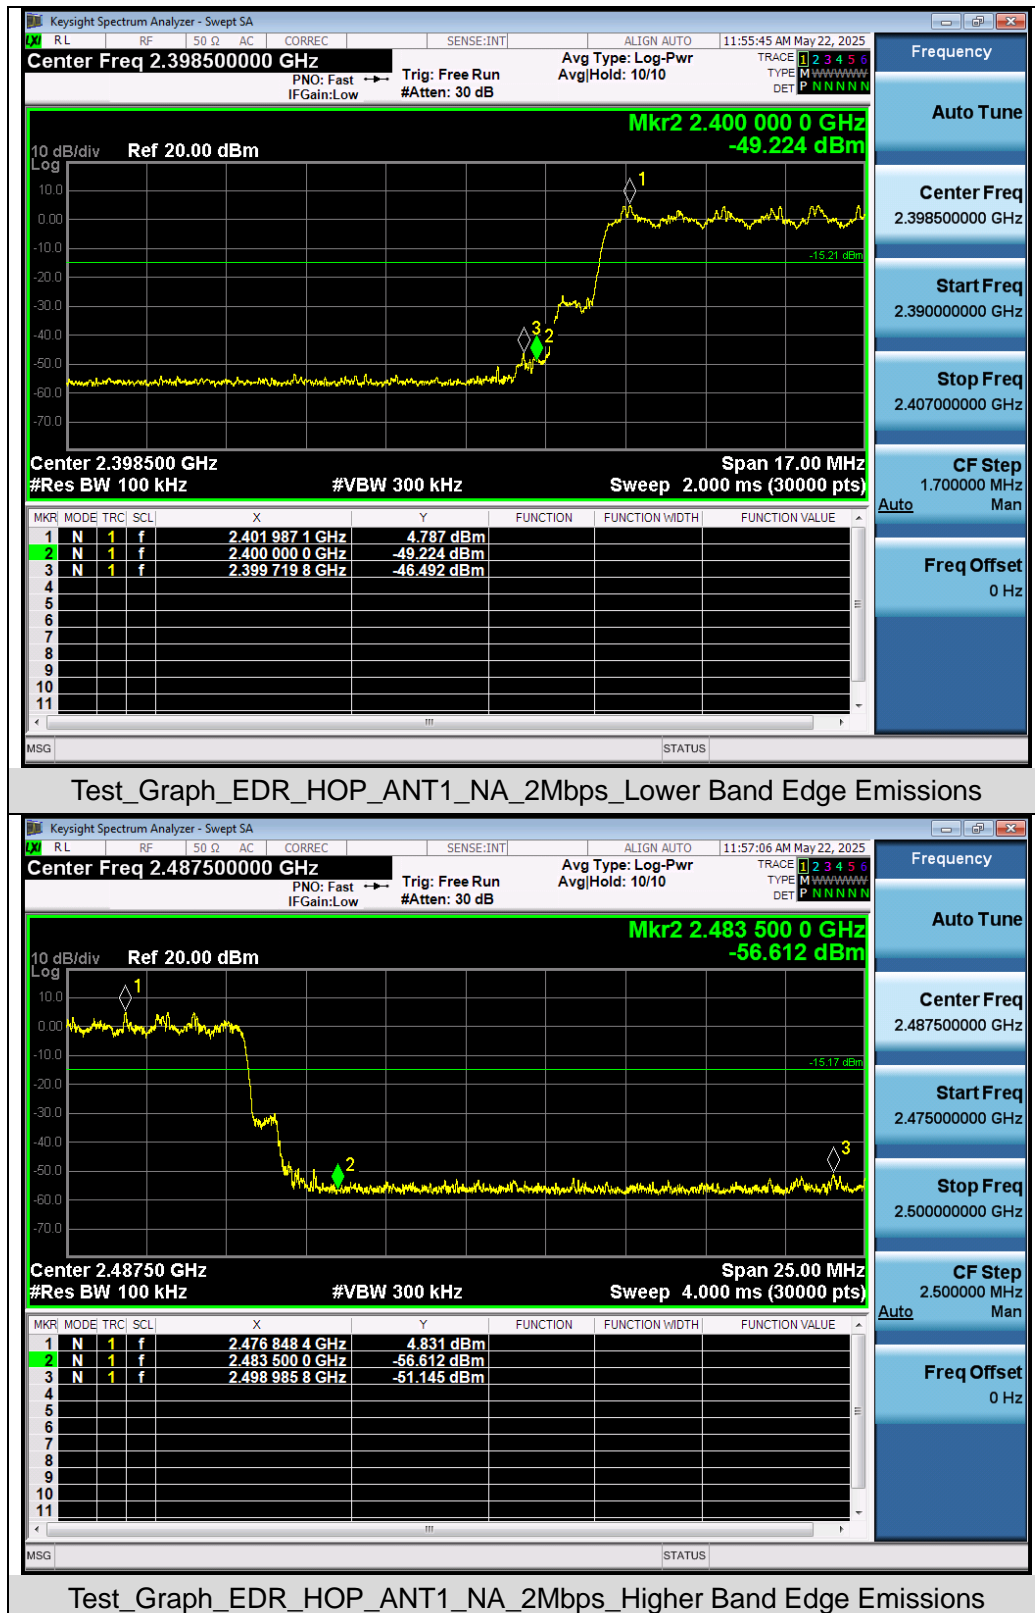 Keysight Spectrum Analyzer - Swept SA
LXI RL RF 50 Ω AC CORREC SENSE:INT ALIGN AUTO 11:55:45 AM May 22, 2025
Center Freq 2.398500000 GHz
PNO: Fast
IFGain:Low
Trig: Free Run
#Atten: 30 dB
Avg Type: Log-Pwr
Avg|Hold: 10/10
TRACE 1 2 3 4 5 6
TYPE M WWWWW
DET P N N N N N
Mkr2 2.400 000 0 GHz
-49.224 dBm
10 dB/div Ref 20.00 dBm
Log
10.0
0.00
-10.0
-20.0
-30.0
-40.0
-50.0
-60.0
-70.0
1
-15.21 dBm
3
2
Center 2.398500 GHz Span 17.00 MHz
#Res BW 100 kHz #VBW 300 kHz Sweep 2.000 ms (30000 pts)
MKR MODE TRC SCL X Y FUNCTION FUNCTION WIDTH FUNCTION VALUE
1 N 1 f 2.401 987 1 GHz 4.787 dBm
2 N 1 f 2.400 000 0 GHz -49.224 dBm
3 N 1 f 2.399 719 8 GHz -46.492 dBm
4
5
6
7
8
9
10
11
MSG STATUS
Frequency
Auto Tune
Center Freq
2.398500000 GHz
Start Freq
2.390000000 GHz
Stop Freq
2.407000000 GHz
CF Step
1.700000 MHz
Auto Man
Freq Offset
0 Hz
Test_Graph_EDR_HOP_ANT1_NA_2Mbps_Lower Band Edge Emissions
Keysight Spectrum Analyzer - Swept SA
LXI RL RF 50 Ω AC CORREC SENSE:INT ALIGN AUTO 11:57:06 AM May 22, 2025
Center Freq 2.487500000 GHz
PNO: Fast
IFGain:Low
Trig: Free Run
#Atten: 30 dB
Avg Type: Log-Pwr
Avg|Hold: 10/10
TRACE 1 2 3 4 5 6
TYPE M WWWWW
DET P N N N N N
Mkr2 2.483 500 0 GHz
-56.612 dBm
10 dB/div Ref 20.00 dBm
Log
10.0
0.00
-10.0
-20.0
-30.0
-40.0
-50.0
-60.0
-70.0
1
-15.17 dBm
2
3
Center 2.48750 GHz Span 25.00 MHz
#Res BW 100 kHz #VBW 300 kHz Sweep 4.000 ms (30000 pts)
MKR MODE TRC SCL X Y FUNCTION FUNCTION WIDTH FUNCTION VALUE
1 N 1 f 2.476 848 4 GHz 4.831 dBm
2 N 1 f 2.483 500 0 GHz -56.612 dBm
3 N 1 f 2.498 985 8 GHz -51.145 dBm
4
5
6
7
8
9
10
11
MSG STATUS
Frequency
Auto Tune
Center Freq
2.487500000 GHz
Start Freq
2.475000000 GHz
Stop Freq
2.500000000 GHz
CF Step
2.500000 MHz
Auto Man
Freq Offset
0 Hz
Test_Graph_EDR_HOP_ANT1_NA_2Mbps_Higher Band Edge Emissions